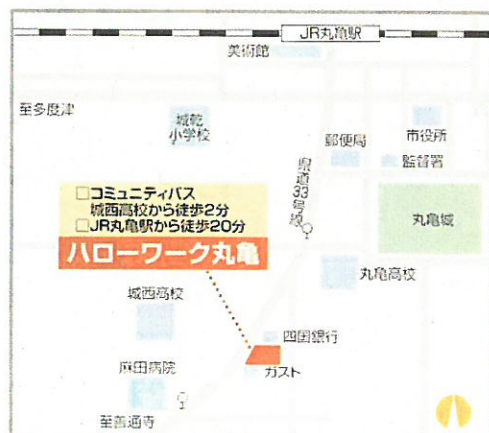 JR丸亀駅
美術館
至多度津
城乾
小学校
郵便局
市役所
監督署
県道33号線
□コミュニティバス
城西高校から徒歩2分
□JR丸亀駅から徒歩20分
ハローワーク丸亀
丸亀城
丸亀高校
城西高校
四国銀行
麻田病院
ガスト
至善通寺